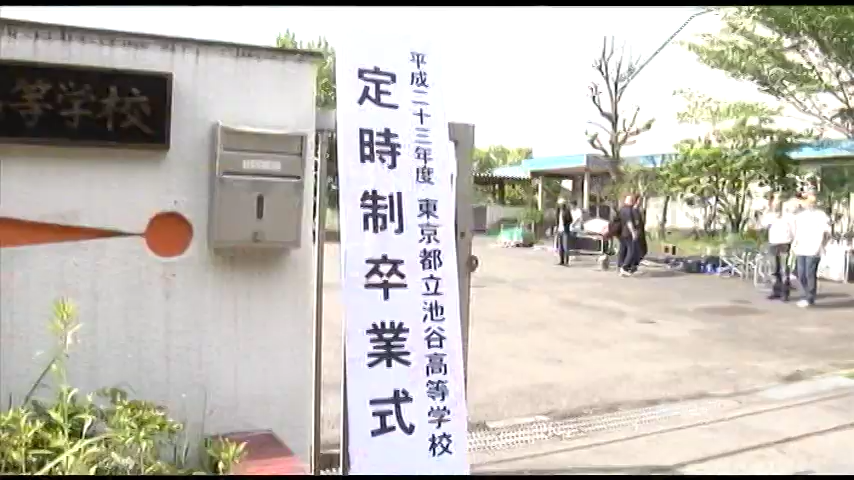 高等学校
平成二十三年度 東京都立池谷高等学校
定時制卒業式